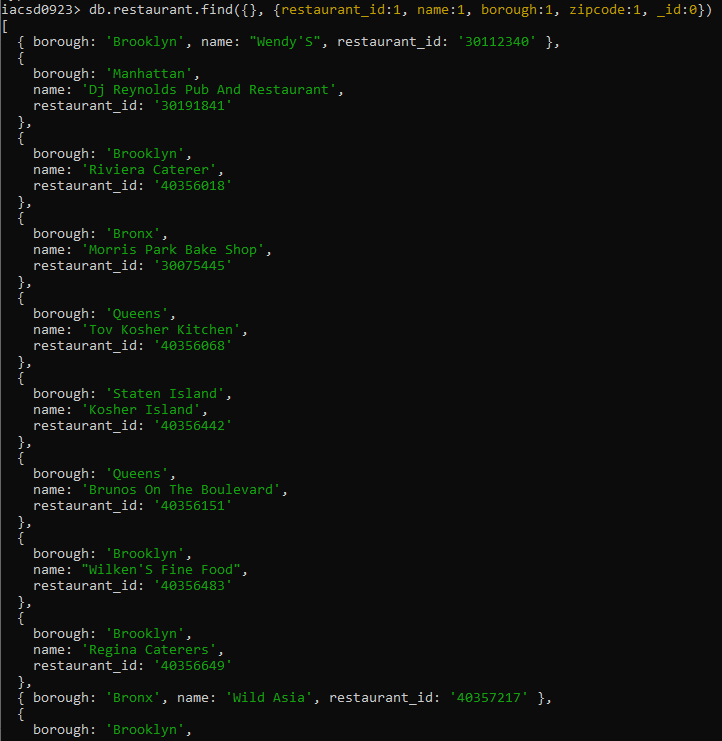 iacsd0923> db.restaurant.find({}, {restaurant_id:1, name:1, borough:1, zipcode:1, _id:0})
[
  { borough: 'Brooklyn', name: "Wendy'S", restaurant_id: '30112340' },
  {
    borough: 'Manhattan',
    name: 'Dj Reynolds Pub And Restaurant',
    restaurant_id: '30191841'
  },
  {
    borough: 'Brooklyn',
    name: 'Riviera Caterer',
    restaurant_id: '40356018'
  },
  {
    borough: 'Bronx',
    name: 'Morris Park Bake Shop',
    restaurant_id: '30075445'
  },
  {
    borough: 'Queens',
    name: 'Tov Kosher Kitchen',
    restaurant_id: '40356068'
  },
  {
    borough: 'Staten Island',
    name: 'Kosher Island',
    restaurant_id: '40356442'
  },
  {
    borough: 'Queens',
    name: 'Brunos On The Boulevard',
    restaurant_id: '40356151'
  },
  {
    borough: 'Brooklyn',
    name: "Wilken'S Fine Food",
    restaurant_id: '40356483'
  },
  {
    borough: 'Brooklyn',
    name: 'Regina Caterers',
    restaurant_id: '40356649'
  },
  { borough: 'Bronx', name: 'Wild Asia', restaurant_id: '40357217' },
  {
    borough: 'Brooklyn',